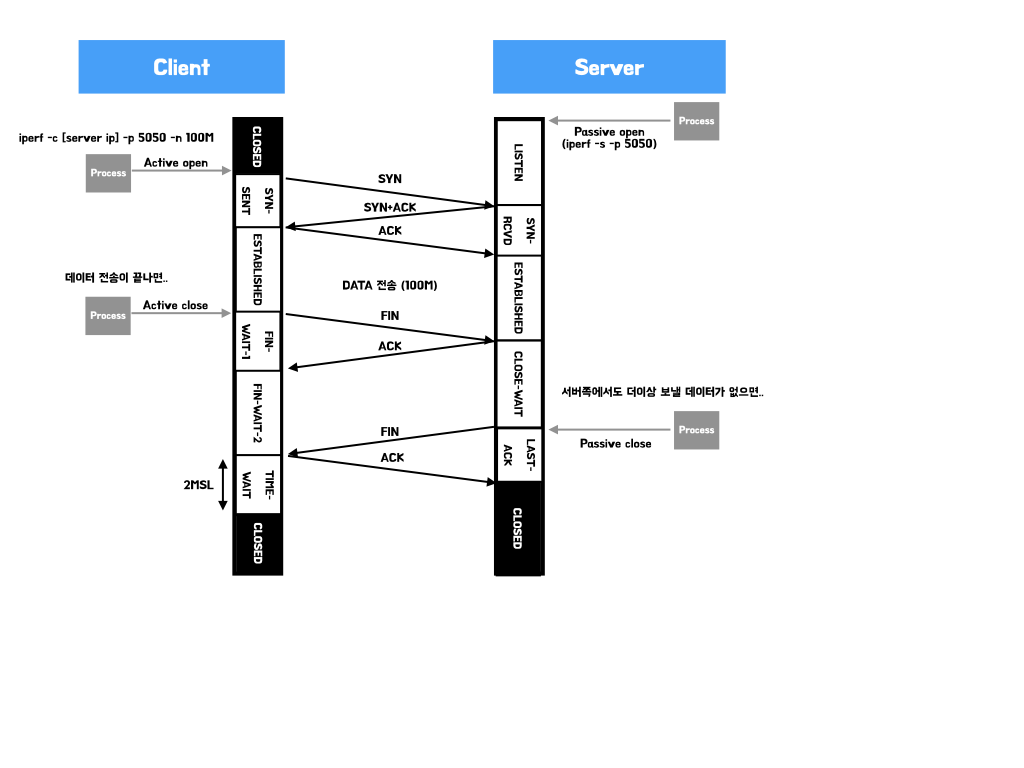 Client
Server
iperf -c [server ip] -p 5050 -n 100M
Process
Active open
CLOSED
SYN-
SENT
ESTABLISHED
데이터 전송이 끝나면..
Process
Active close
FIN-
WAIT-1
FIN-WAIT-2
2MSL
TIME-
WAIT
CLOSED
SYN
SYN+ACK
ACK
DATA 전송 (100M)
FIN
ACK
FIN
ACK
LISTEN
SYN-
RCVD
ESTABLISHED
CLOSE-WAIT
LAST-
ACK
CLOSED
Process
Passive open
(iperf -s -p 5050)
서버쪽에서도 더이상 보낼 데이터가 없으면..
Process
Passive close